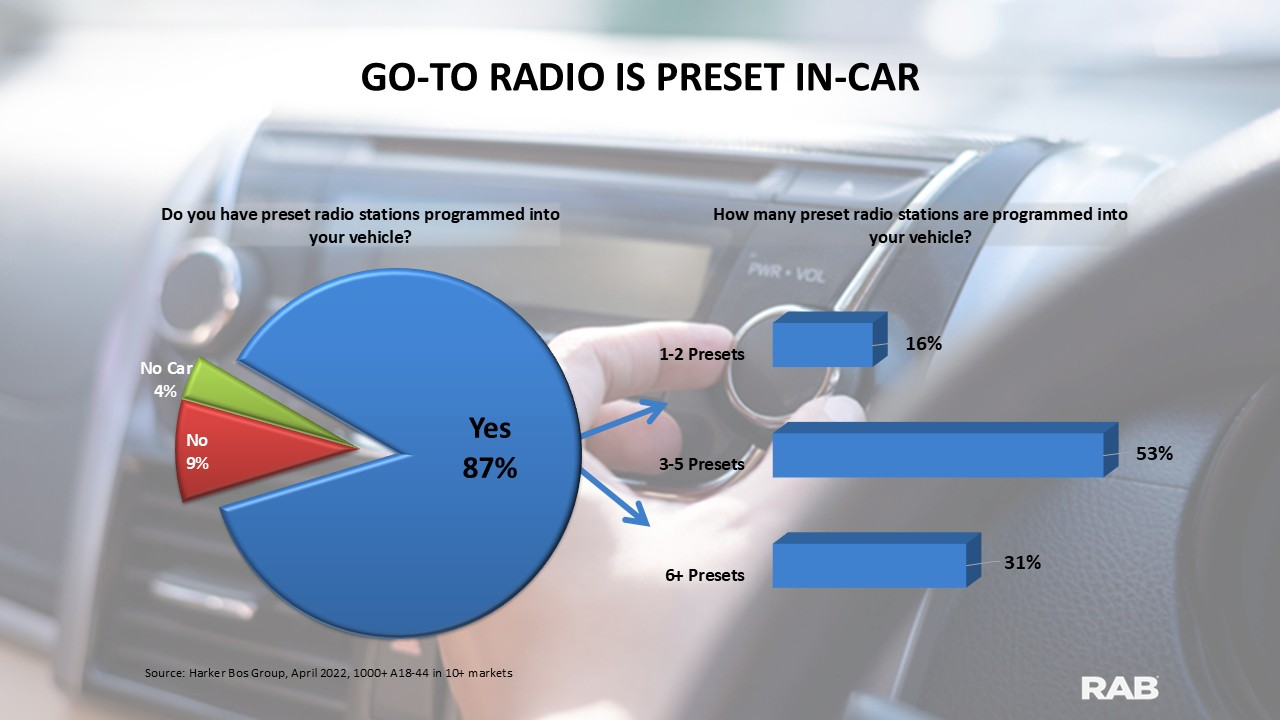 GO-TO RADIO IS PRESET IN-CAR
Do you have preset radio stations programmed into
your vehicle?
No Car
4%
No
9%
Yes
87%
How many preset radio stations are programmed into
your vehicle?
PWR • VOL
1-2 Presets
16%
3-5 Presets
53%
6+ Presets
31%
Source: Harker Bos Group, April 2022, 1000+ A18-44 in 10+ markets
RAB